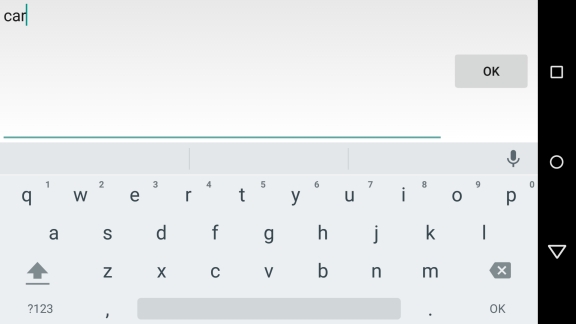 car
OK
q 1 w 2 e 3 r 4 t 5 y 6 u 7 i 8 o 9 p 0
a s d f g h j k l
z x c v b n m
?123 , . OK